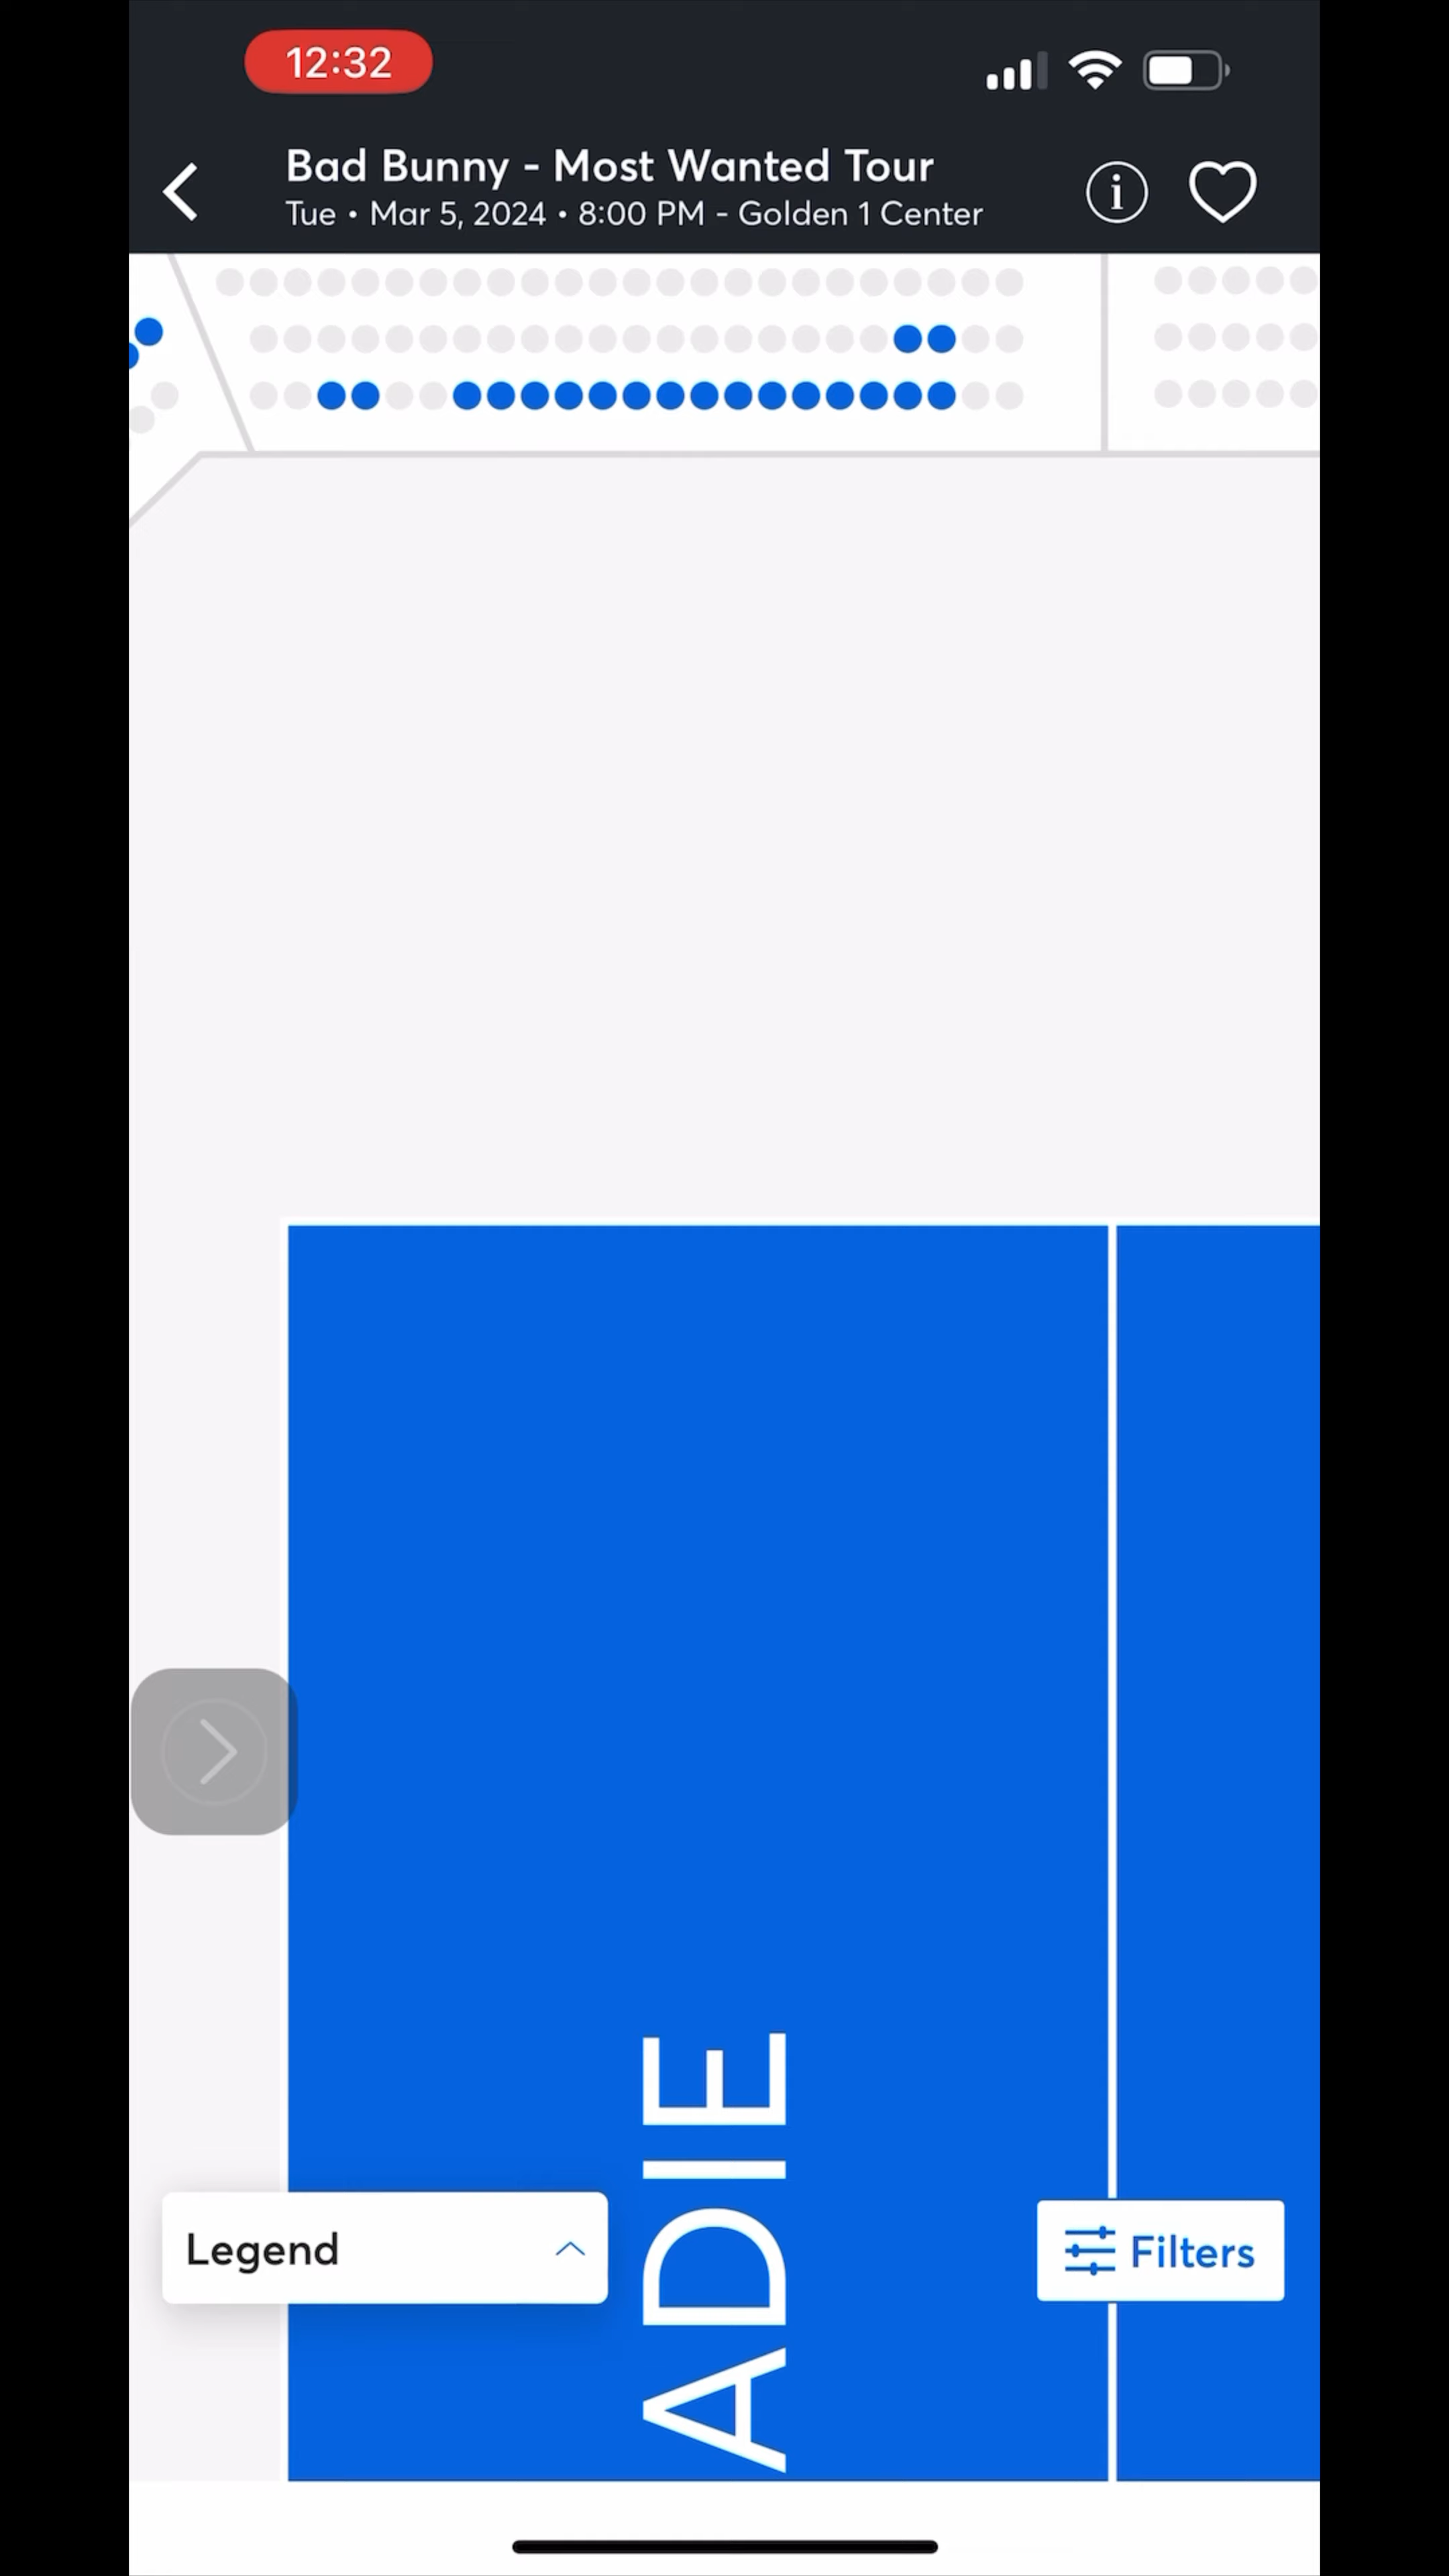 12:32
Bad Bunny - Most Wanted Tour
Tue • Mar 5, 2024 • 8:00 PM - Golden 1 Center
ADIE
Legend
Filters